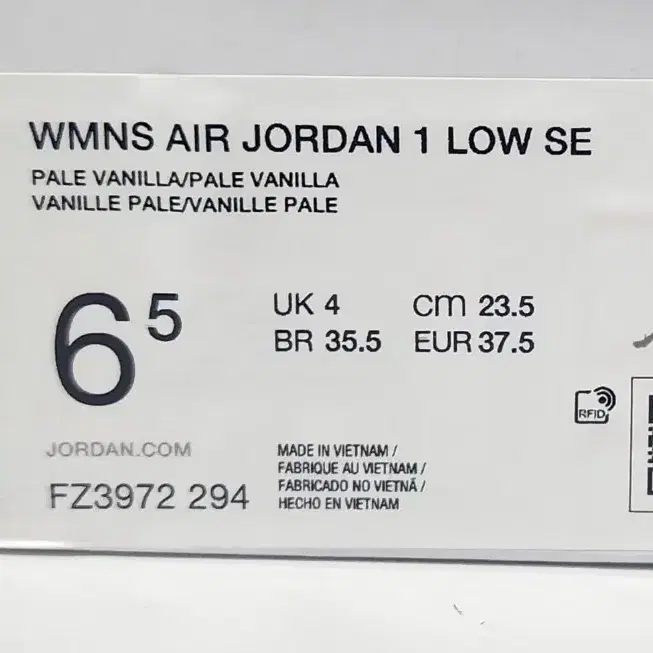 WMNS AIR JORDAN 1 LOW SE
PALE VANILLA/PALE VANILLA
VANILLE PALE/VANILLE PALE
6⁵
UK 4 cm 23.5
BR 35.5 EUR 37.5
RFID
JORDAN.COM
FZ3972 294
MADE IN VIETNAM /
FABRIQUE AU VIETNAM /
FABRICADO NO VIETNÃ /
HECHO EN VIETNAM